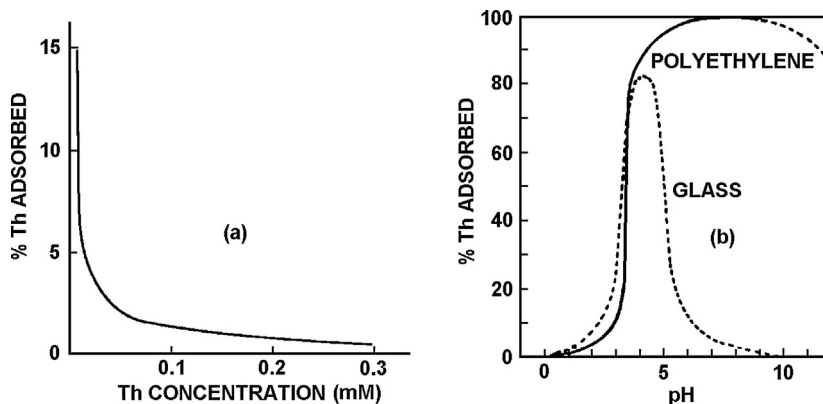 % Th ADSORBED
15
10
5
0
(a)
0.1
0.2
0.3
Th CONCENTRATION (mM)
% Th ADSORBED
100
80
60
40
20
0
POLYETHYLENE
GLASS
(b)
0
5
10
pH